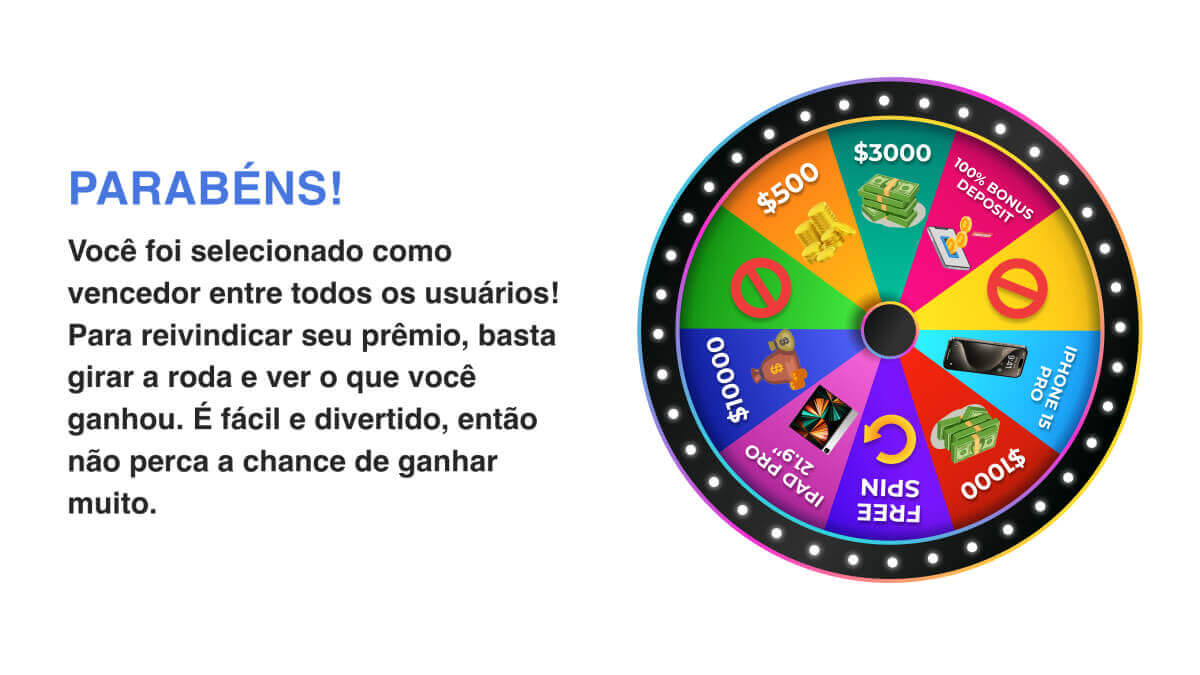 PARABÉNS!
Você foi selecionado como
vencedor entre todos os usuários!
Para reivindicar seu prêmio, basta
girar a roda e ver o que você
ganhou. É fácil e divertido, então
não perca a chance de ganhar
muito.
$3000
100% BONUS
DEPOSIT
IPHONE 15
PRO
$1000
FREE
SPIN
IPAD PRO
21,9”
$10000
$500